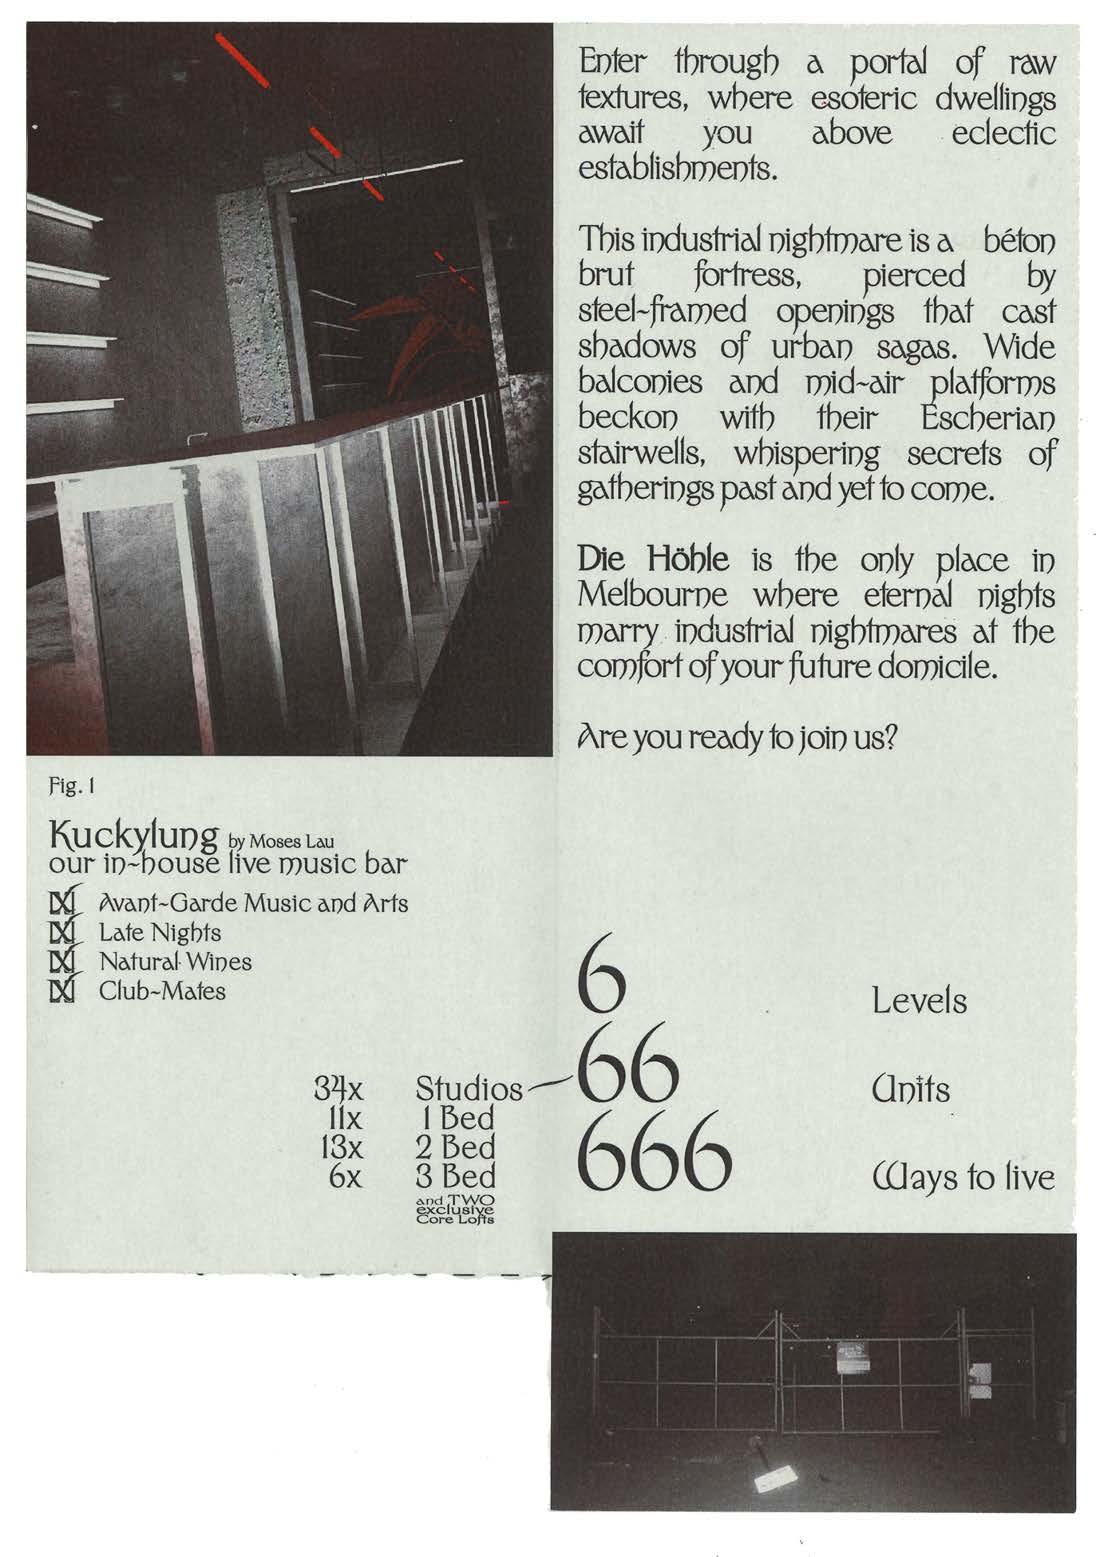 Enter through a portal of raw
textures, where esoteric dwellings
await you above eclectic
establishments.
This industrial nightmare is a béton
brut fortress, pierced by
steel-framed openings that cast
shadows of urban sagas. Wide
balconies and mid-air platforms
beckon with their Escherian
stairwells, whispering secrets of
gatherings past and yet to come.
Die Höhle is the only place in
Melbourne where eternal nights
marry industrial nightmares at the
comfort of your future domicile.
Are you ready to join us?
Fig. 1
Kuckylung by Moses Lau
our in-house live music bar
Avant-Garde Music and Arts
Late Nights
Natural Wines
Club-Mates
34x Studios
11x 1 Bed
13x 2 Bed
6x 3 Bed
and TWO
exclusive
Core Lofts
6 Levels
66 Units
666 Ways to live